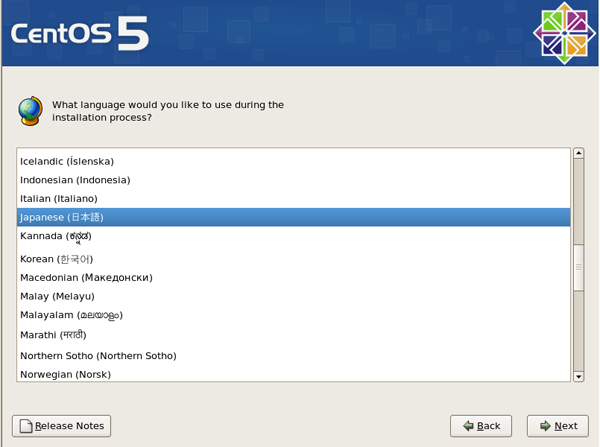 CentOS 5
What language would you like to use during the
installation process?
Icelandic (Íslenska)
Indonesian (Indonesia)
Italian (Italiano)
Japanese (日本語)
Kannada (ಕನ್ನಡ)
Korean (한국어)
Macedonian (Македонски)
Malay (Melayu)
Malayalam (മലയാളം)
Marathi (मराठी)
Northern Sotho (Northern Sotho)
Norwegian (Norsk)
Release Notes
Back
Next